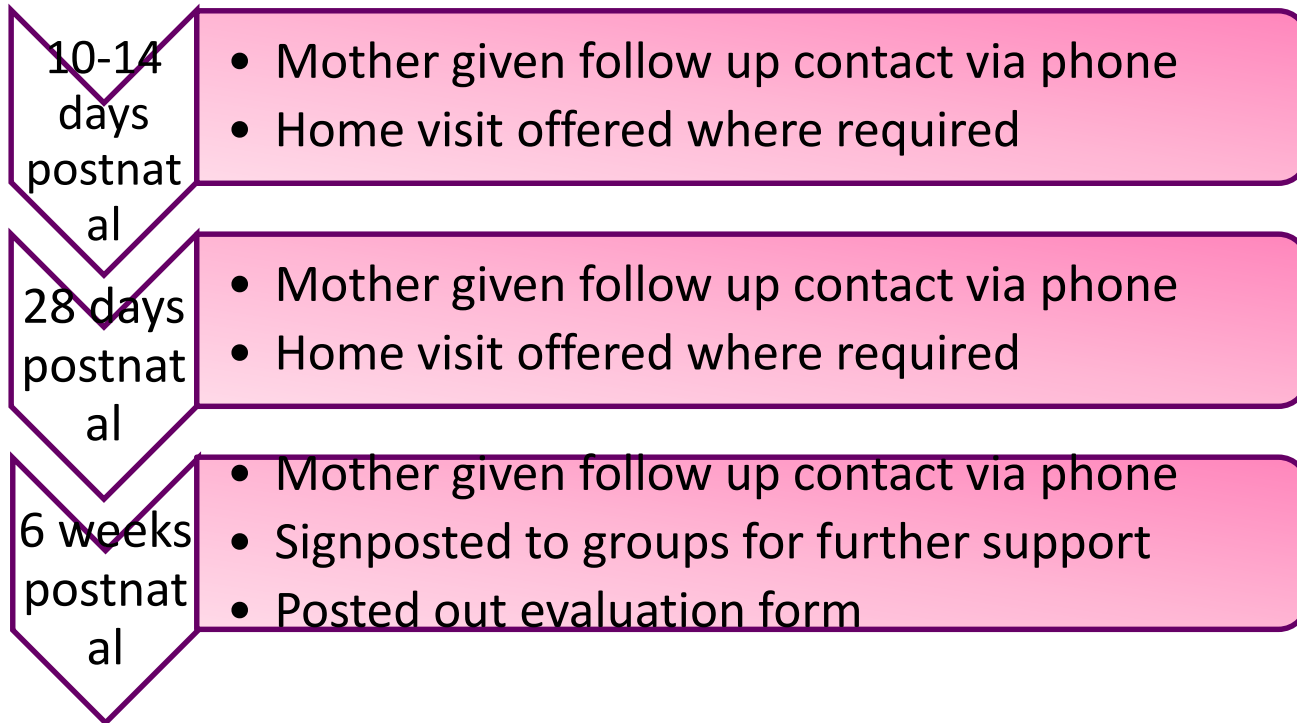 10-14
days
postnat
al
• Mother given follow up contact via phone
• Home visit offered where required
28 days
postnat
al
• Mother given follow up contact via phone
• Home visit offered where required
6 weeks
postnat
al
• Mother given follow up contact via phone
• Signposted to groups for further support
• Posted out evaluation form